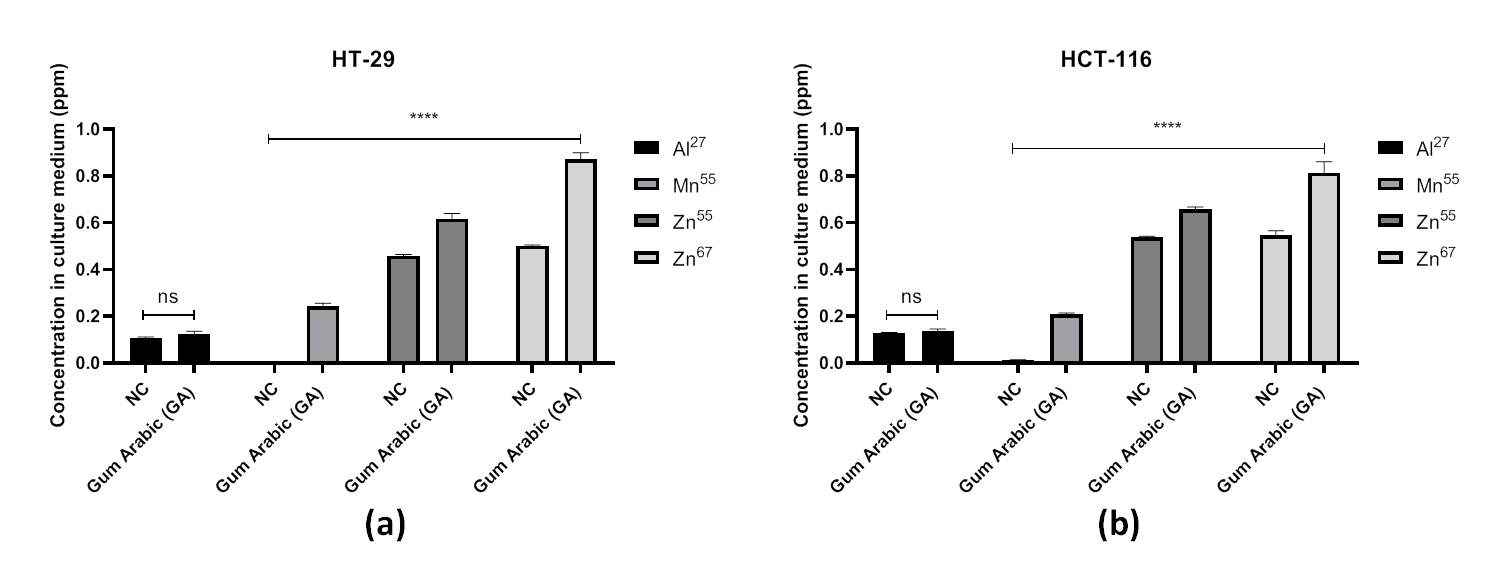 HT-29
Concentration in culture medium (ppm)
1.0
0.8
0.6
0.4
0.2
0.0
ns
****
NC
Gum Arabic (GA)
NC
Gum Arabic (GA)
NC
Gum Arabic (GA)
NC
Gum Arabic (GA)
Al27
Mn55
Zn55
Zn67
(a)
HCT-116
Concentration in culture medium (ppm)
1.0
0.8
0.6
0.4
0.2
0.0
ns
****
NC
Gum Arabic (GA)
NC
Gum Arabic (GA)
NC
Gum Arabic (GA)
NC
Gum Arabic (GA)
Al27
Mn55
Zn55
Zn67
(b)